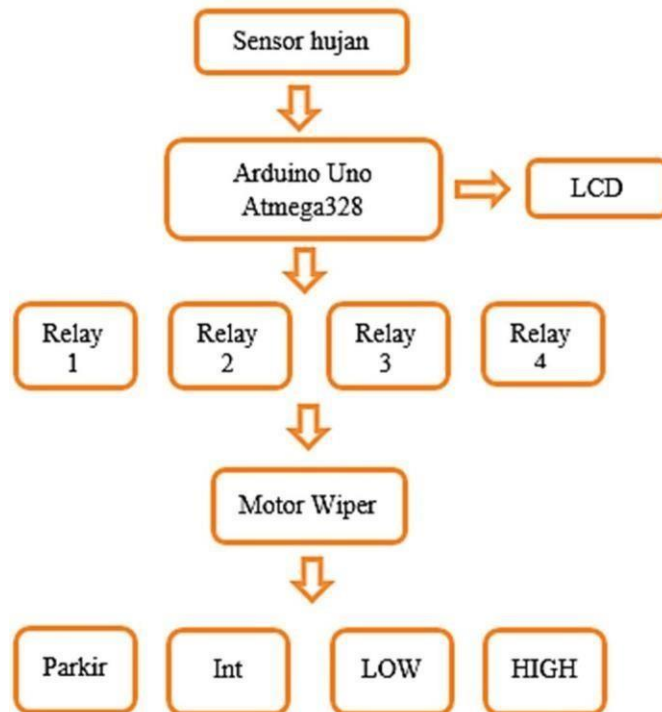 Sensor hujan
Arduino Uno
Atmega328
LCD
Relay
1
Relay
2
Relay
3
Relay
4
Motor Wiper
Parkir
Int
LOW
HIGH